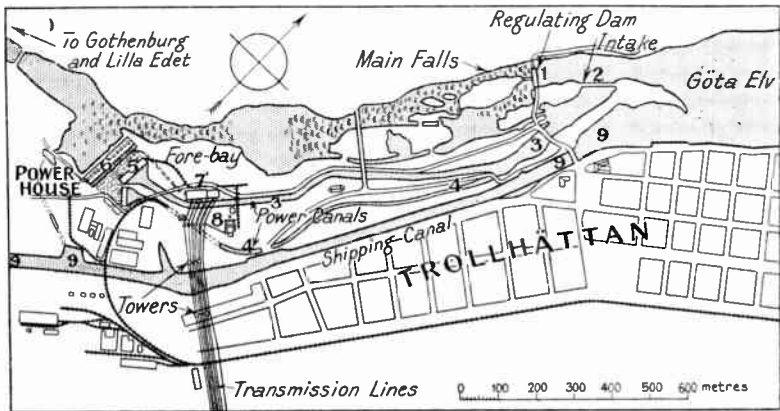 To Gothenburg
and Lilla Edet
Main Falls
Regulating Dam
Intake
1
2
Göta Elv
Fore-bay
6
5
POWER
HOUSE
7
3
8
Power Canals
4
3
4
9
9
Shipping Canal
TROLLHÄTTAN
4
9
Towers
Transmission Lines
0 100 200 300 400 500 600 metres